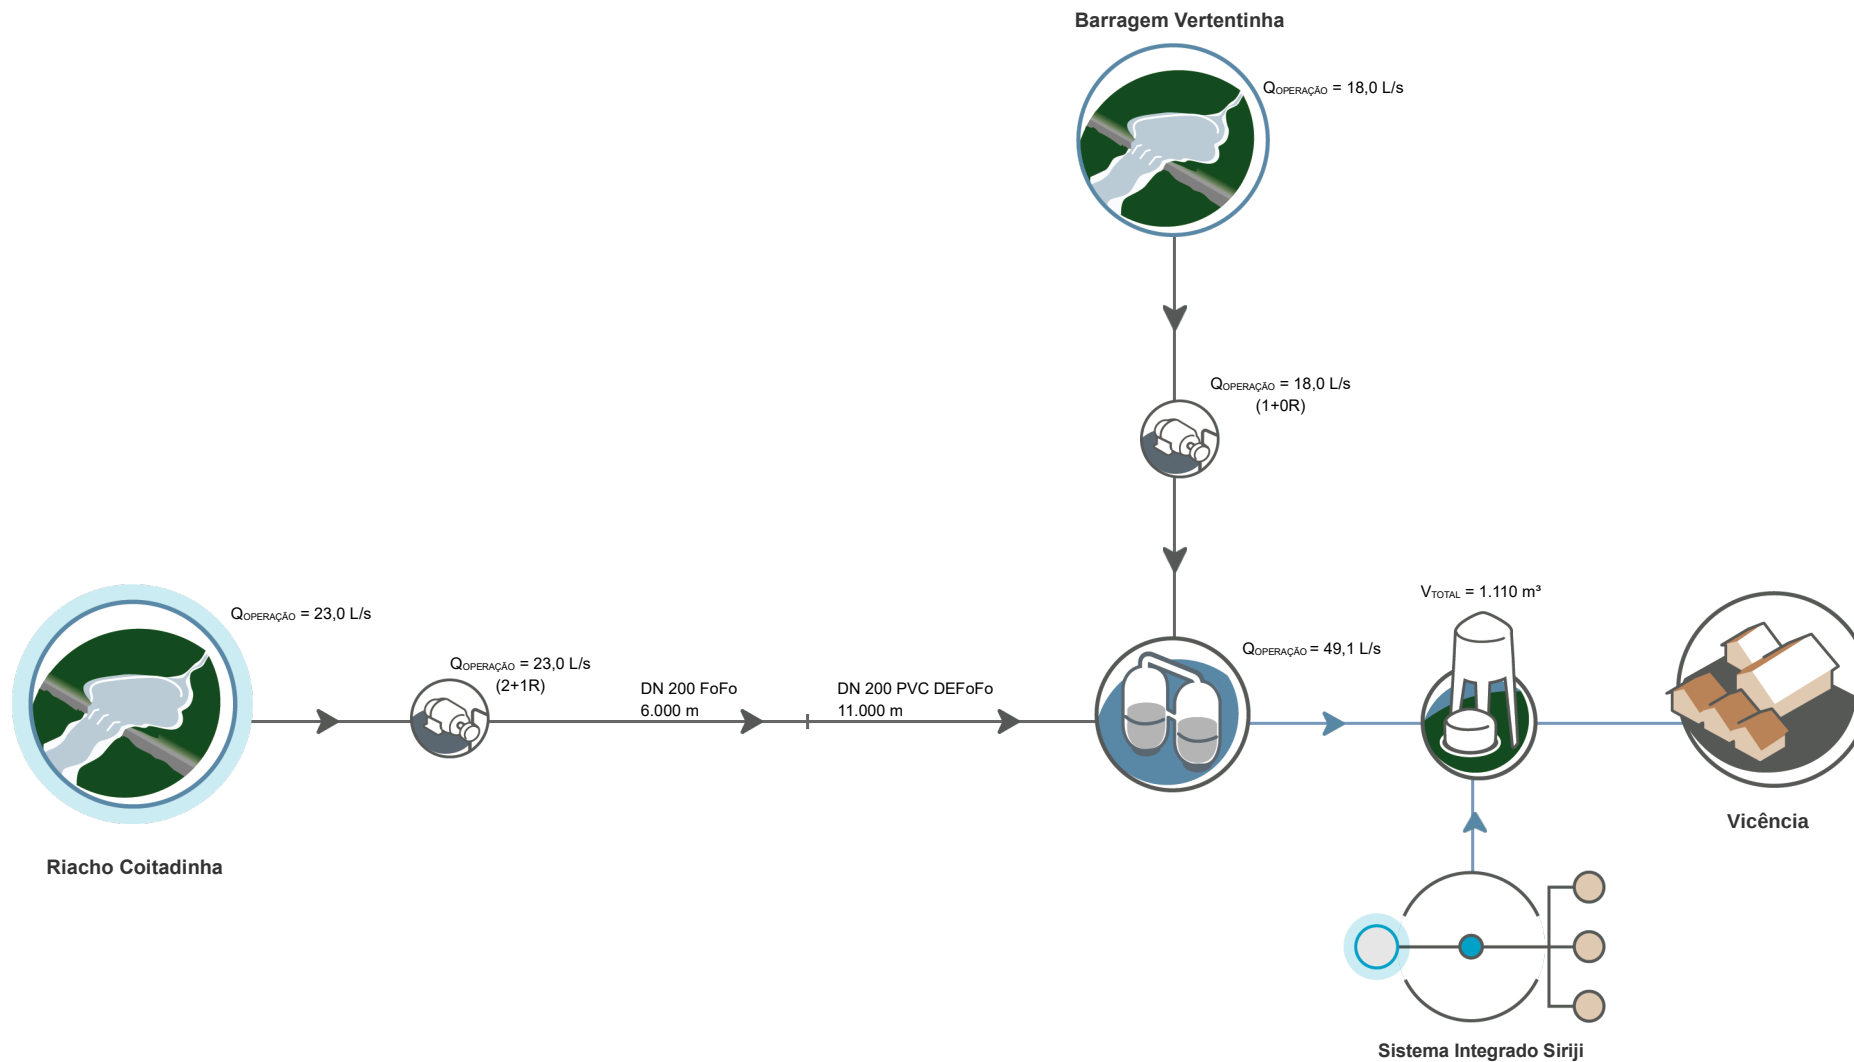 Barragem Vertentinha
QOPERAÇÃO = 18,0 L/s
QOPERAÇÃO = 18,0 L/s
(1+0R)
VTOTAL = 1.110 m³
QOPERAÇÃO = 23,0 L/s
QOPERAÇÃO = 49,1 L/s
QOPERAÇÃO = 23,0 L/s
(2+1R)
DN 200 FoFo
6.000 m
DN 200 PVC DEFoFo
11.000 m
Vicência
Riacho Coitadinha
Sistema Integrado Siriji